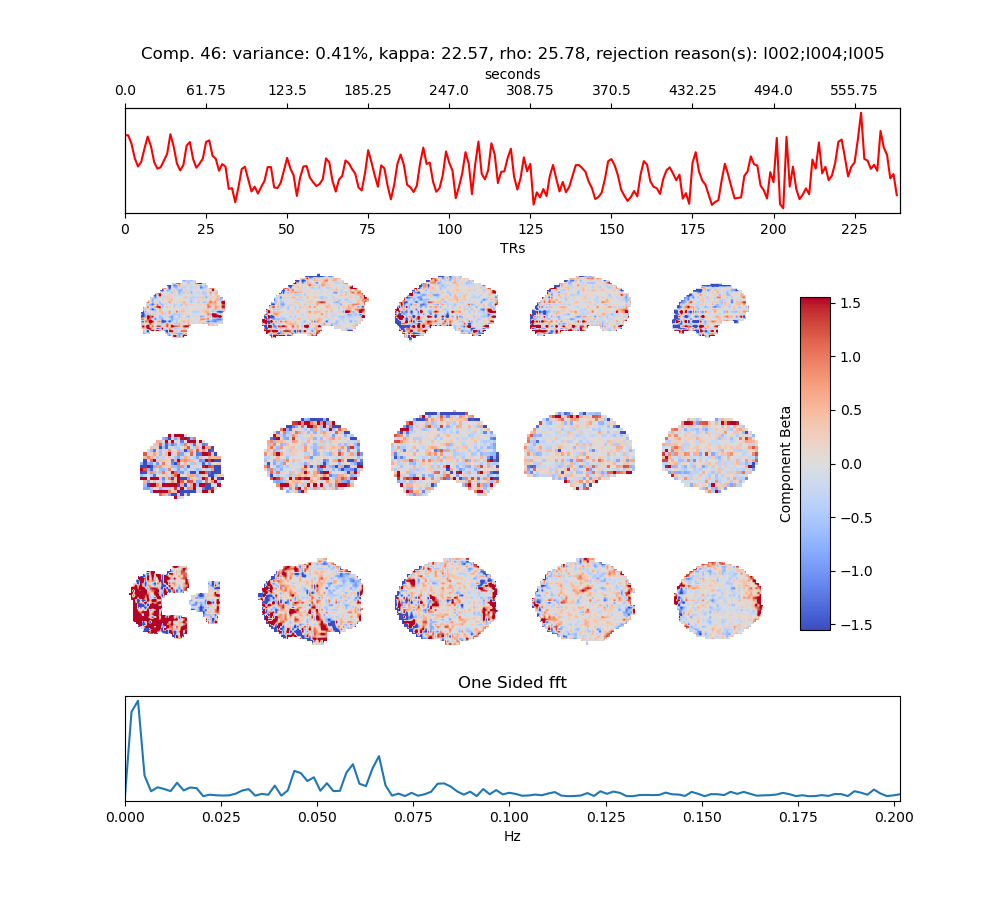 Comp. 46: variance: 0.41%, kappa: 22.57, rho: 25.78, rejection reason(s): I002;I004;I005
seconds
0.0 61.75 123.5 185.25 247.0 308.75 370.5 432.25 494.0 555.75
0 25 50 75 100 125 150 175 200 225
TRs
1.5
1.0
0.5
0.0
−0.5
−1.0
−1.5
Component Beta
One Sided fft
0.000 0.025 0.050 0.075 0.100 0.125 0.150 0.175 0.200
Hz